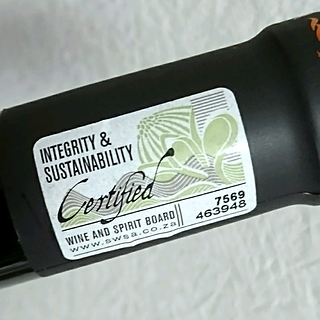 INTEGRITY &
SUSTAINABILITY
Certified
WINE AND SPIRIT BOARD
www.swsa.co.za
7569
463948